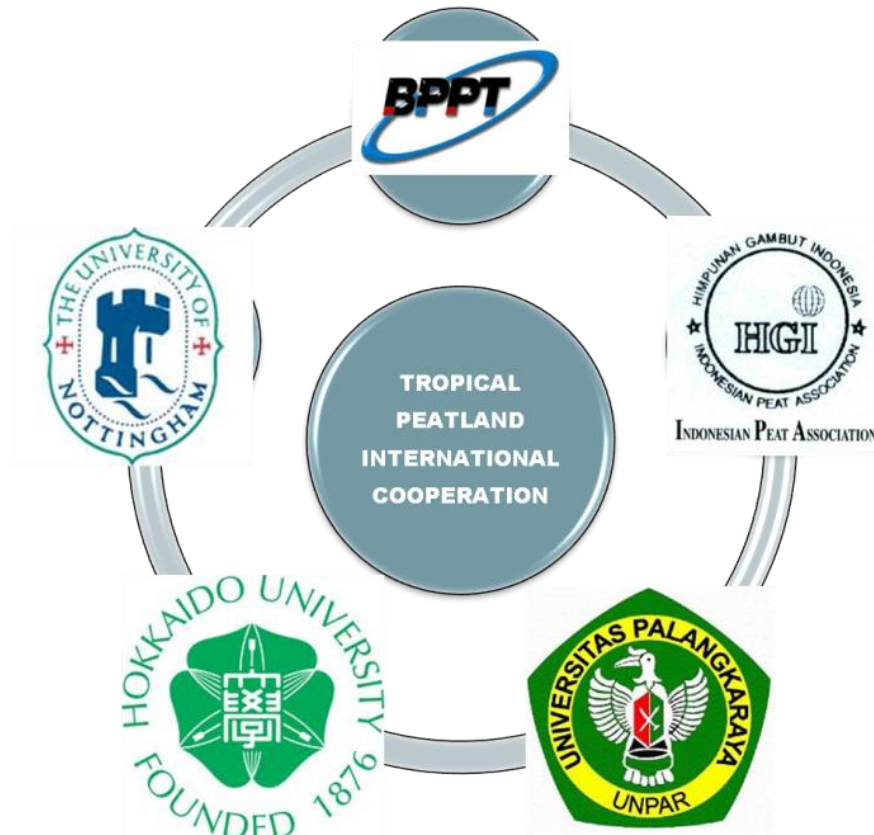 BPPT
THE UNIVERSITY OF
NOTTINGHAM
HIMPUNAN GAMBUT INDONESIA
HGI
INDONESIAN PEAT ASSOCIATION
INDONESIAN PEAT ASSOCIATION
TROPICAL
PEATLAND
INTERNATIONAL
COOPERATION
HOKKAIDO UNIVERSITY
FOUNDED 1876
UNIVERSITAS PALANGKARAYA
UNPAR